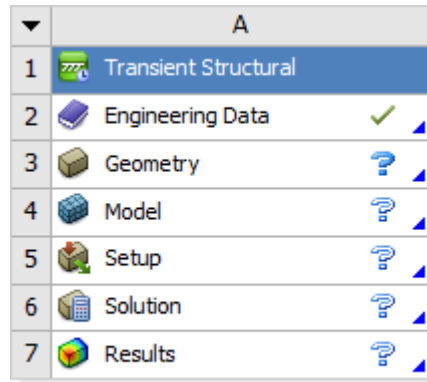 A
1 Transient Structural
2 Engineering Data
3 Geometry ?
4 Model ?
5 Setup ?
6 Solution ?
7 Results ?